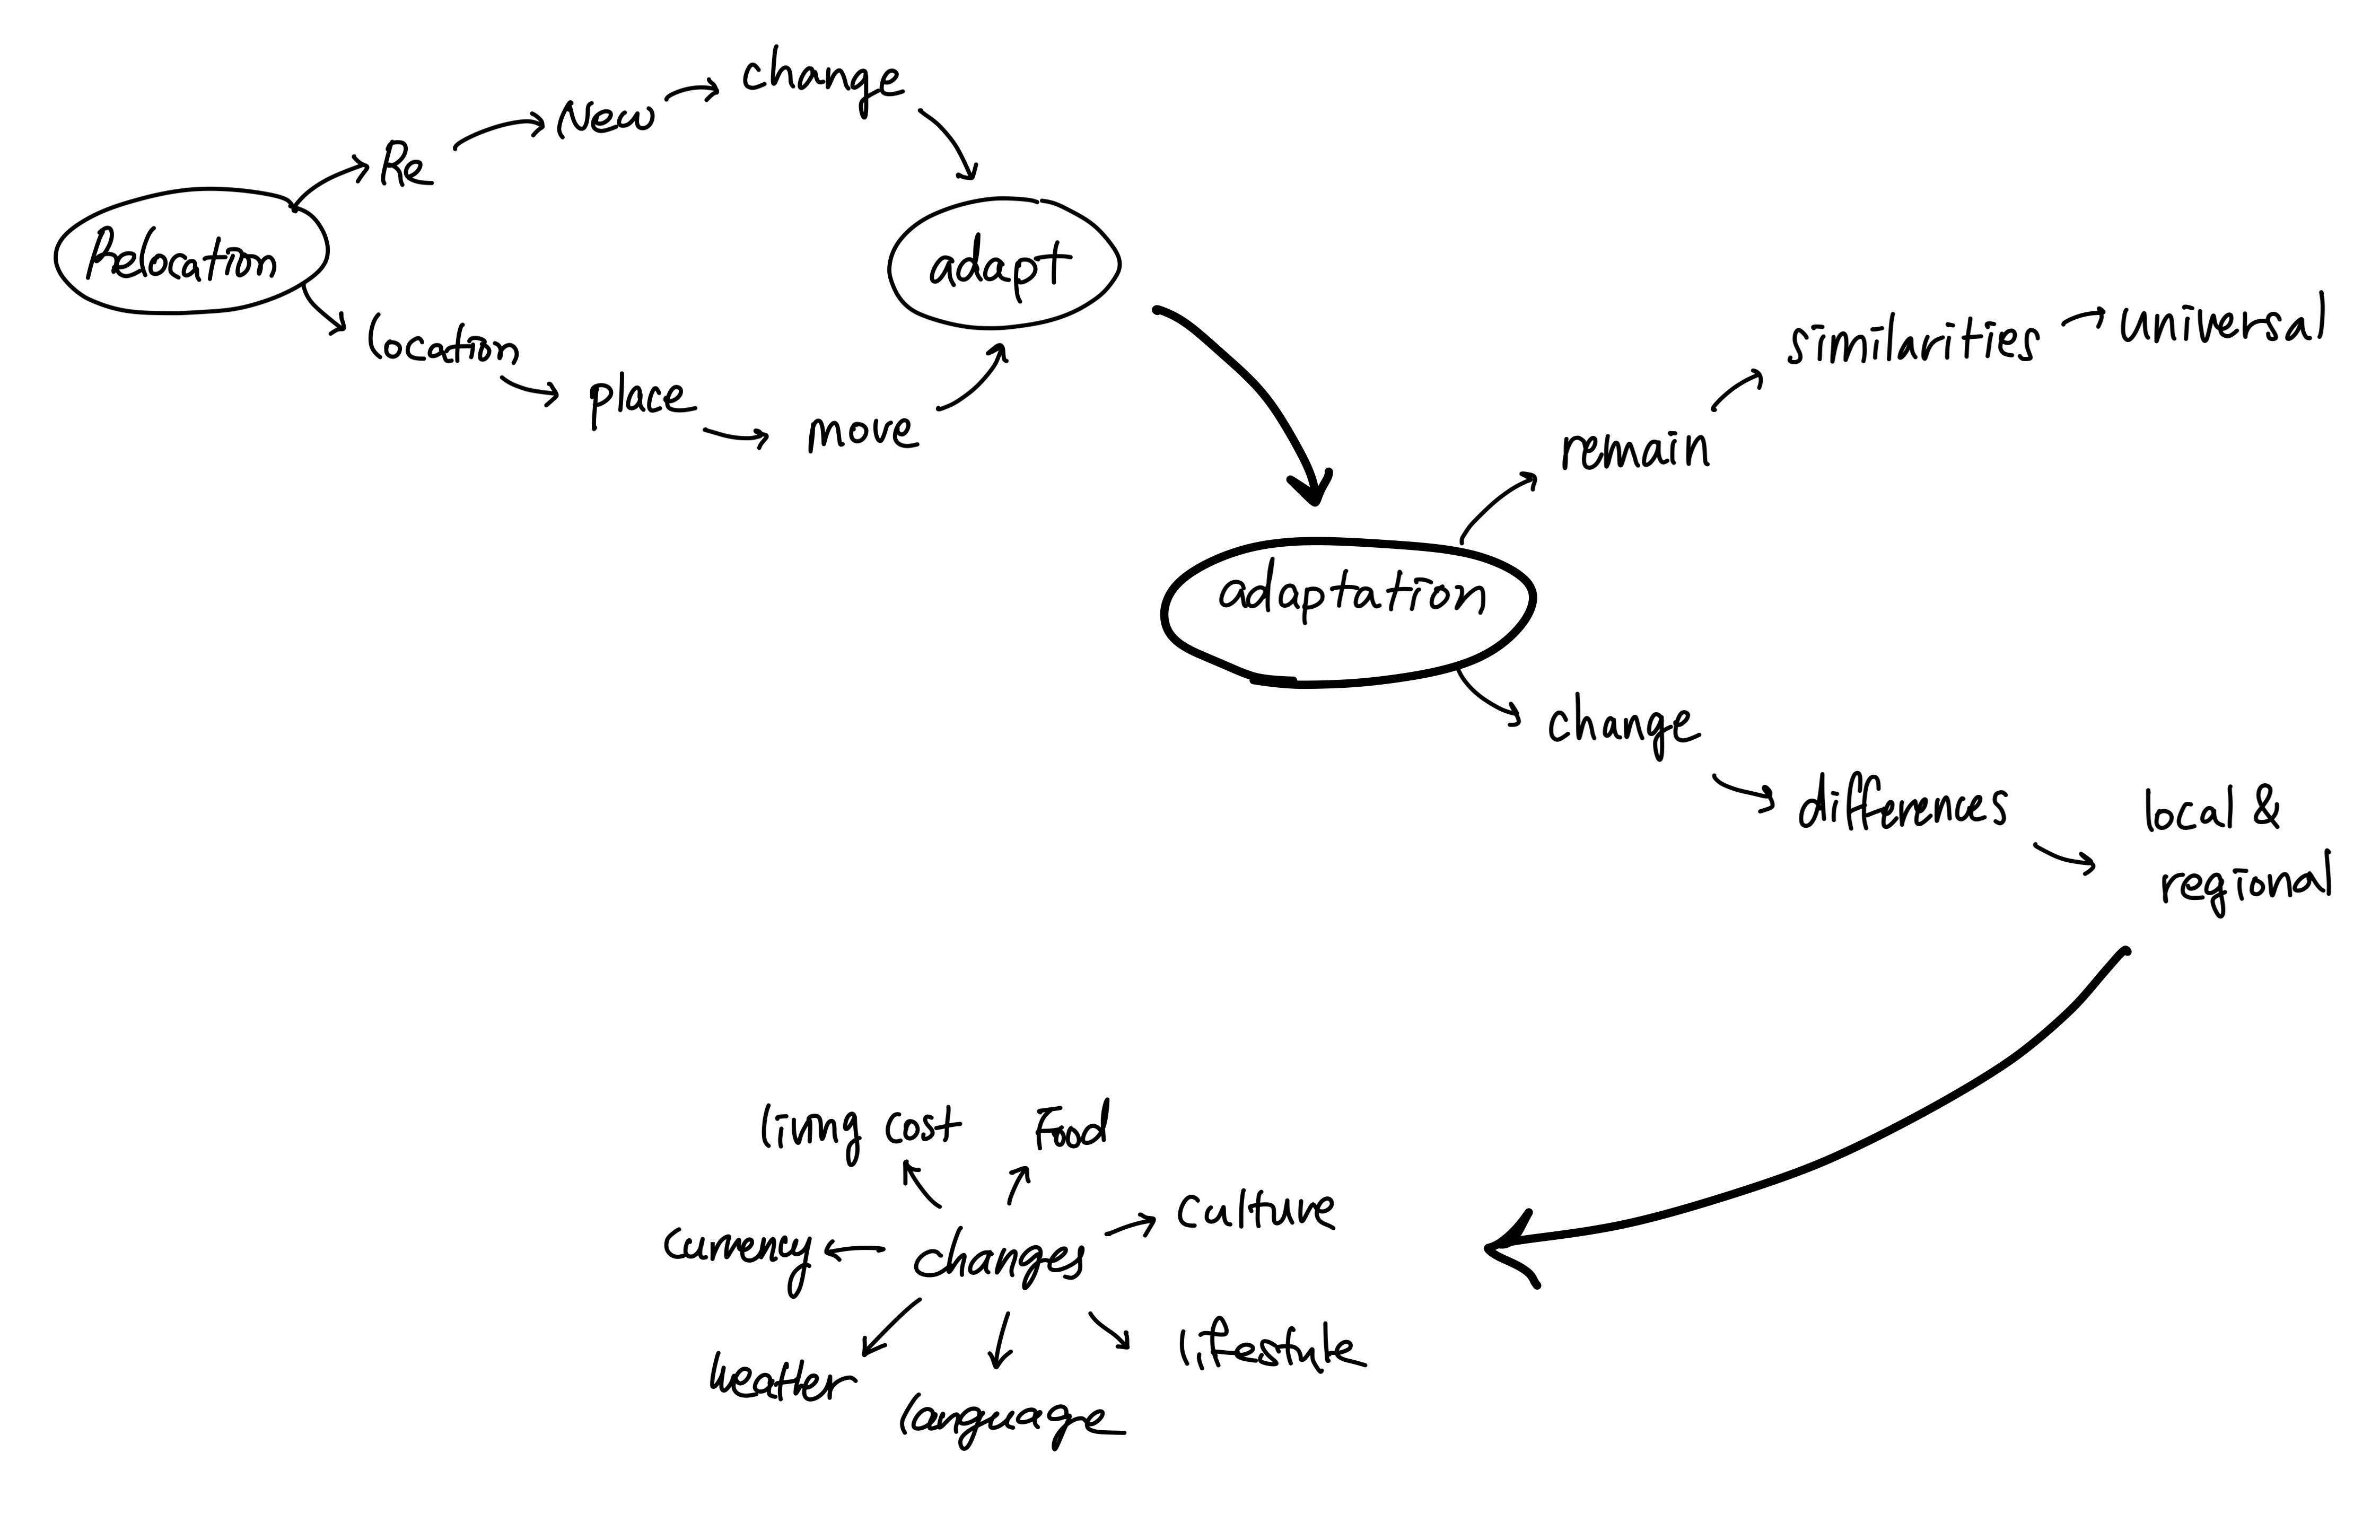 change
New
Re
Relocation
location
place
move
adapt
adaptation
remain
similarities
universal
change
differences
local &
regional
living cost
Food
culture
currency
changes
lifestyle
weather
language